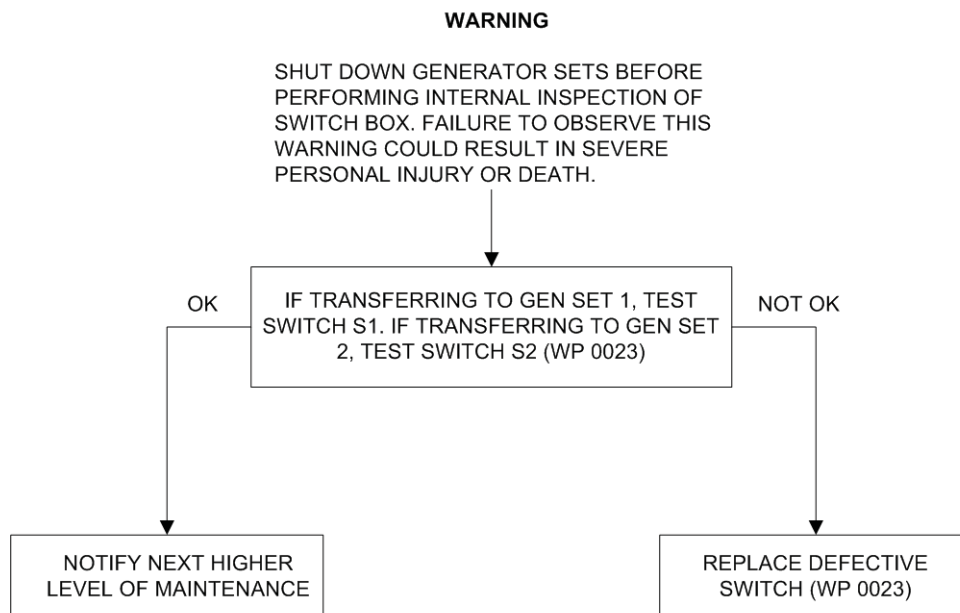 WARNING
SHUT DOWN GENERATOR SETS BEFORE
PERFORMING INTERNAL INSPECTION OF
SWITCH BOX. FAILURE TO OBSERVE THIS
WARNING COULD RESULT IN SEVERE
PERSONAL INJURY OR DEATH.
OK
IF TRANSFERRING TO GEN SET 1, TEST
SWITCH S1. IF TRANSFERRING TO GEN SET
2, TEST SWITCH S2 (WP 0023)
NOT OK
NOTIFY NEXT HIGHER
LEVEL OF MAINTENANCE
REPLACE DEFECTIVE
SWITCH (WP 0023)